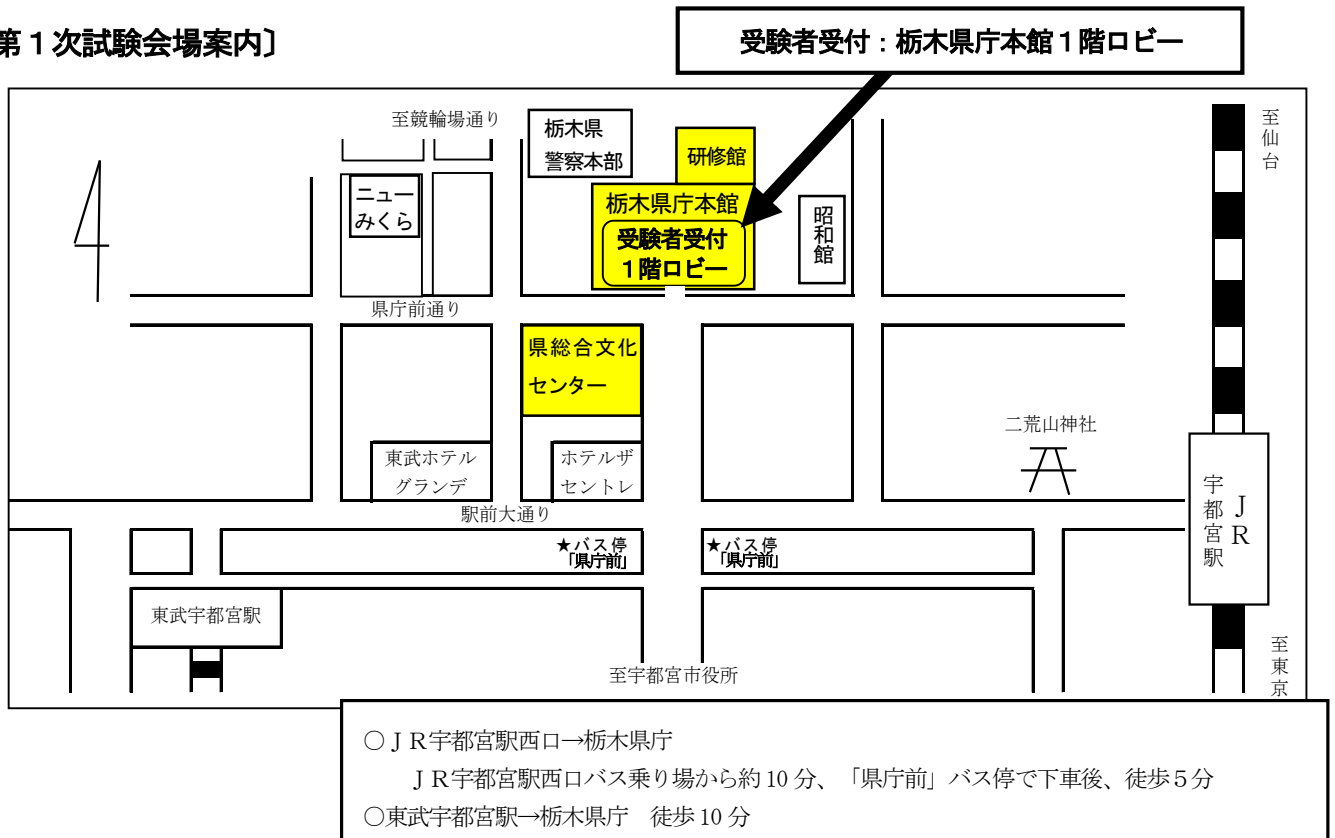 第１次試験会場案内〕
受験者受付：栃木県庁本館１階ロビー
至競輪場通り
栃木県
警察本部
研修館
至
仙
台
ニュー
みくら
栃木県庁本館
受験者受付
１階ロビー
昭
和
館
県庁前通り
県総合文化
センター
二荒山神社
東武ホテル
グランデ
ホテルザ
セントレ
駅前大通り
宇都宮駅
ＪＲ
★バス停
「県庁前」
★バス停
「県庁前」
東武宇都宮駅
至宇都宮市役所
至
東
京
○ＪＲ宇都宮駅西口→栃木県庁
ＪＲ宇都宮駅西口バス乗り場から約10分、「県庁前」バス停で下車後、徒歩５分
○東武宇都宮駅→栃木県庁　徒歩10分